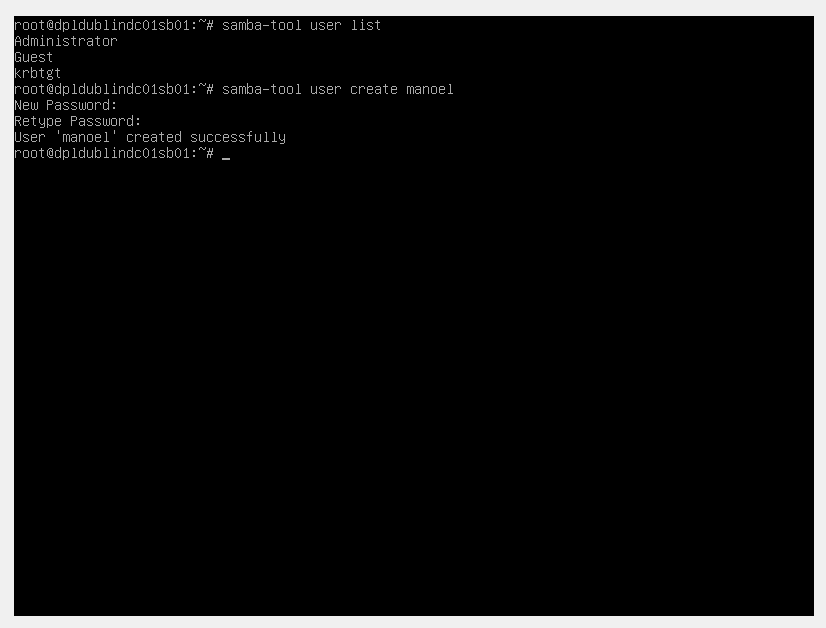 root@dpldublindc01sb01:~# samba-tool user list
Administrator
Guest
krbtgt
root@dpldublindc01sb01:~# samba-tool user create manoel
New Password:
Retype Password:
User 'manoel' created successfully
root@dpldublindc01sb01:~# _